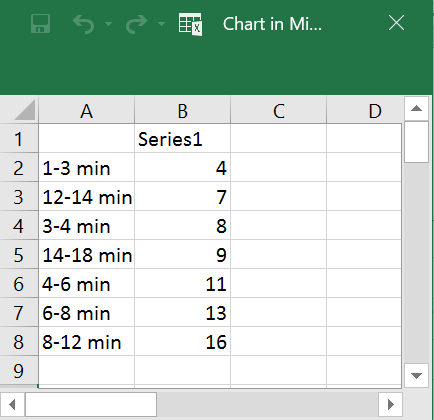 Chart in Mi...
A B C D
1 Series1
2 1-3 min 4
3 12-14 min 7
4 3-4 min 8
5 14-18 min 9
6 4-6 min 11
7 6-8 min 13
8 8-12 min 16
9